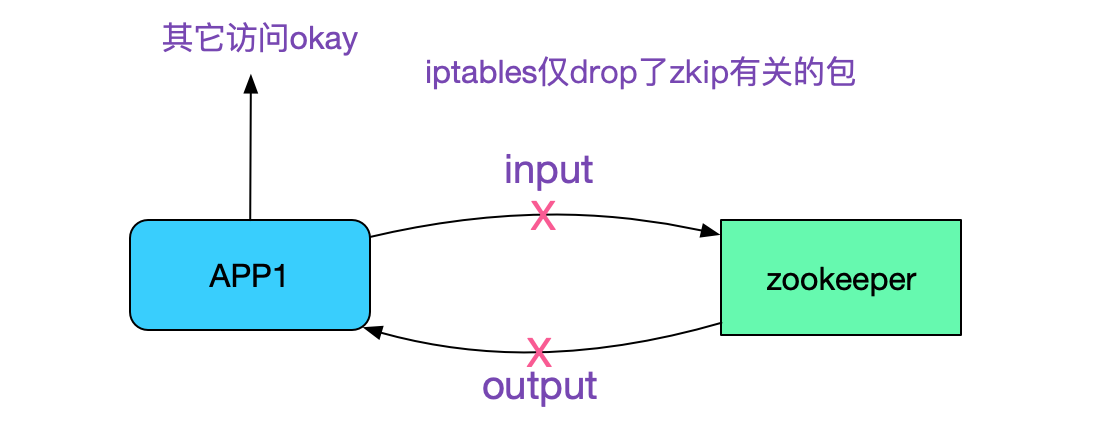 其它访问okay
iptables仅drop了zkip有关的包
input
X
APP1
zookeeper
X
output